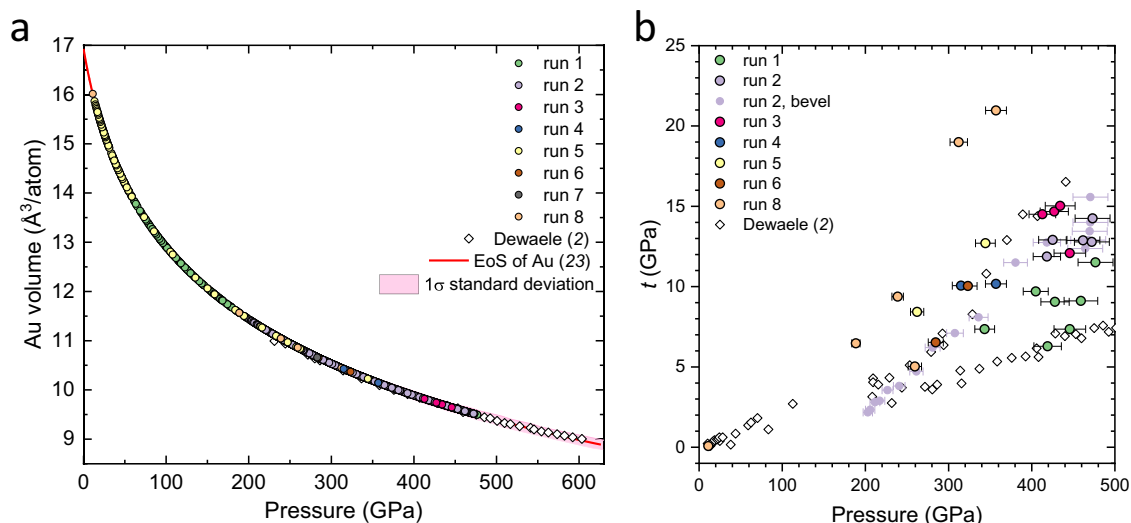 a
17
16
15
14
13
12
11
10
9
Au volume (Å³/atom)
0 100 200 300 400 500 600
Pressure (GPa)
run 1
run 2
run 3
run 4
run 5
run 6
run 7
run 8
Dewaele (2)
EoS of Au (23)
1σ standard deviation
b
25
20
15
10
5
0
t (GPa)
0 100 200 300 400 500
Pressure (GPa)
run 1
run 2
run 2, bevel
run 3
run 4
run 5
run 6
run 8
Dewaele (2)